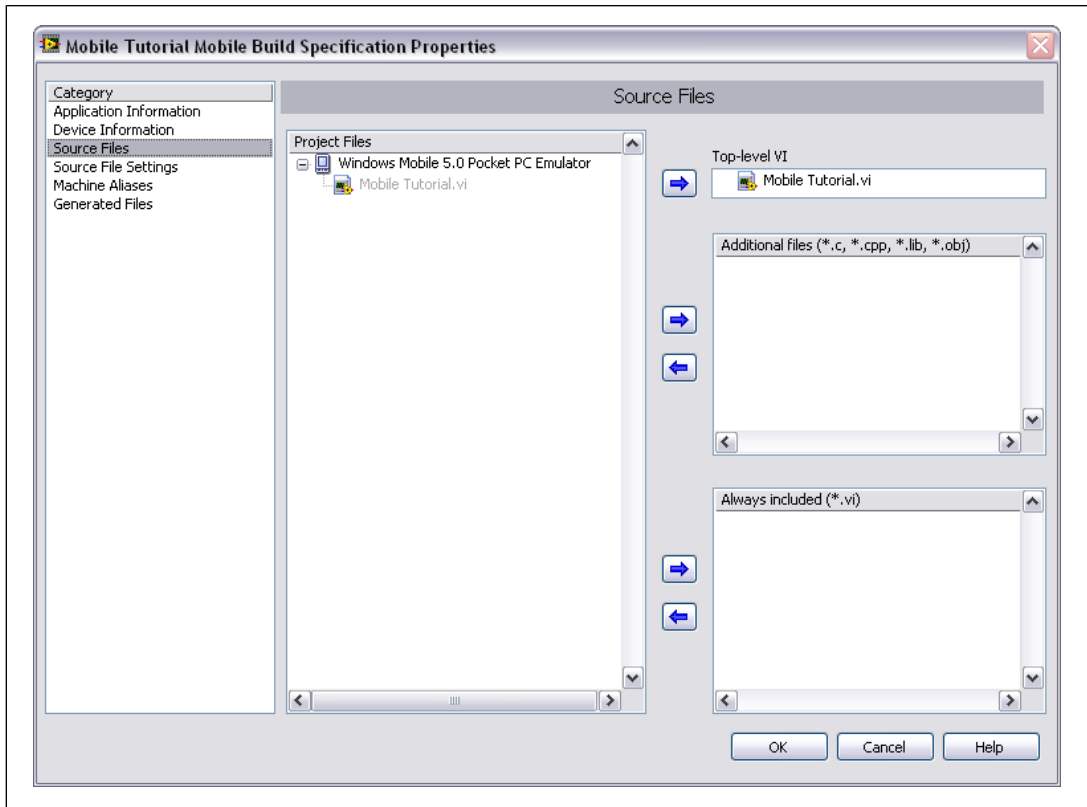 Mobile Tutorial Mobile Build Specification Properties
Category
Application Information
Device Information
Source Files
Source File Settings
Machine Aliases
Generated Files
Source Files
Project Files
Windows Mobile 5.0 Pocket PC Emulator
Mobile Tutorial.vi
Top-level VI
Mobile Tutorial.vi
Additional files (*.c, *.cpp, *.lib, *.obj)
Always included (*.vi)
OK
Cancel
Help